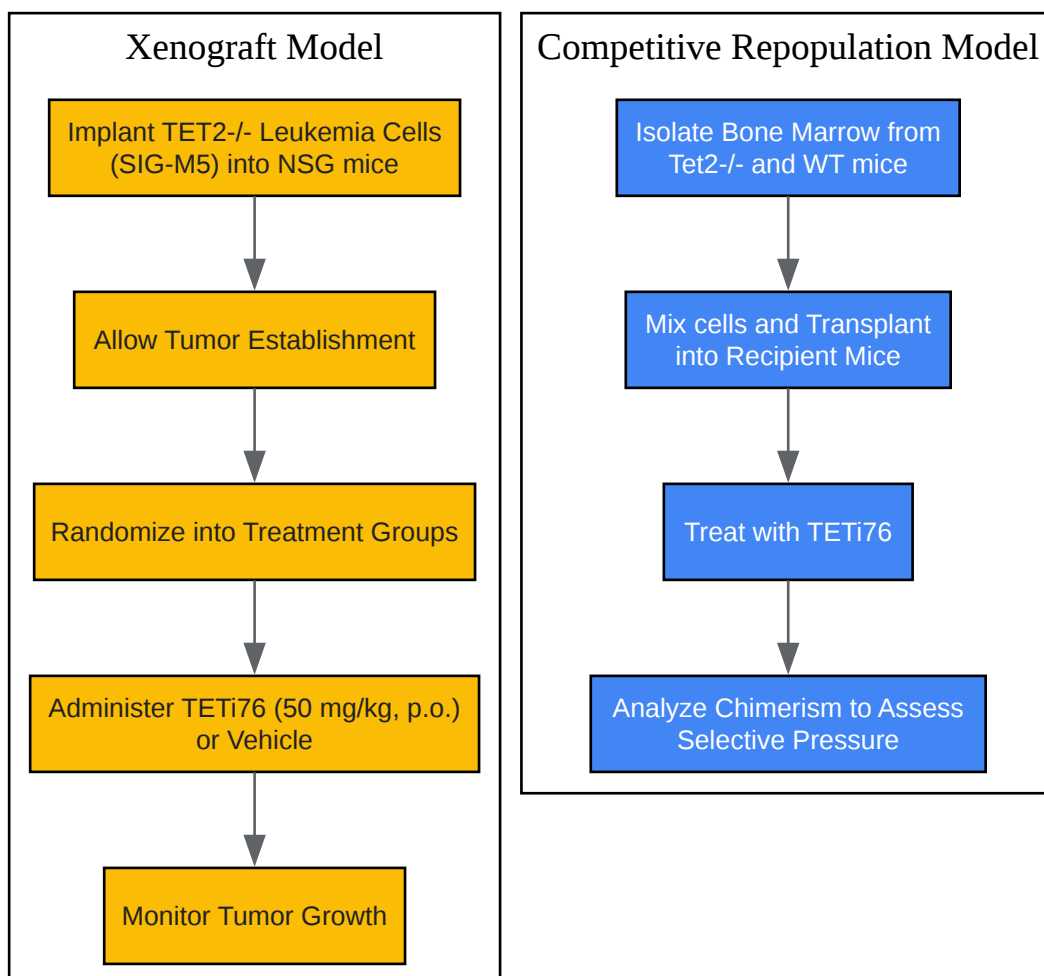 Xenograft Model
Implant TET2-/- Leukemia Cells
(SIG-M5) into NSG mice
Allow Tumor Establishment
Randomize into Treatment Groups
Administer TETi76 (50 mg/kg, p.o.)
or Vehicle
Monitor Tumor Growth
Competitive Repopulation Model
Isolate Bone Marrow from
Tet2-/- and WT mice
Mix cells and Transplant
into Recipient Mice
Treat with TETi76
Analyze Chimerism to Assess
Selective Pressure